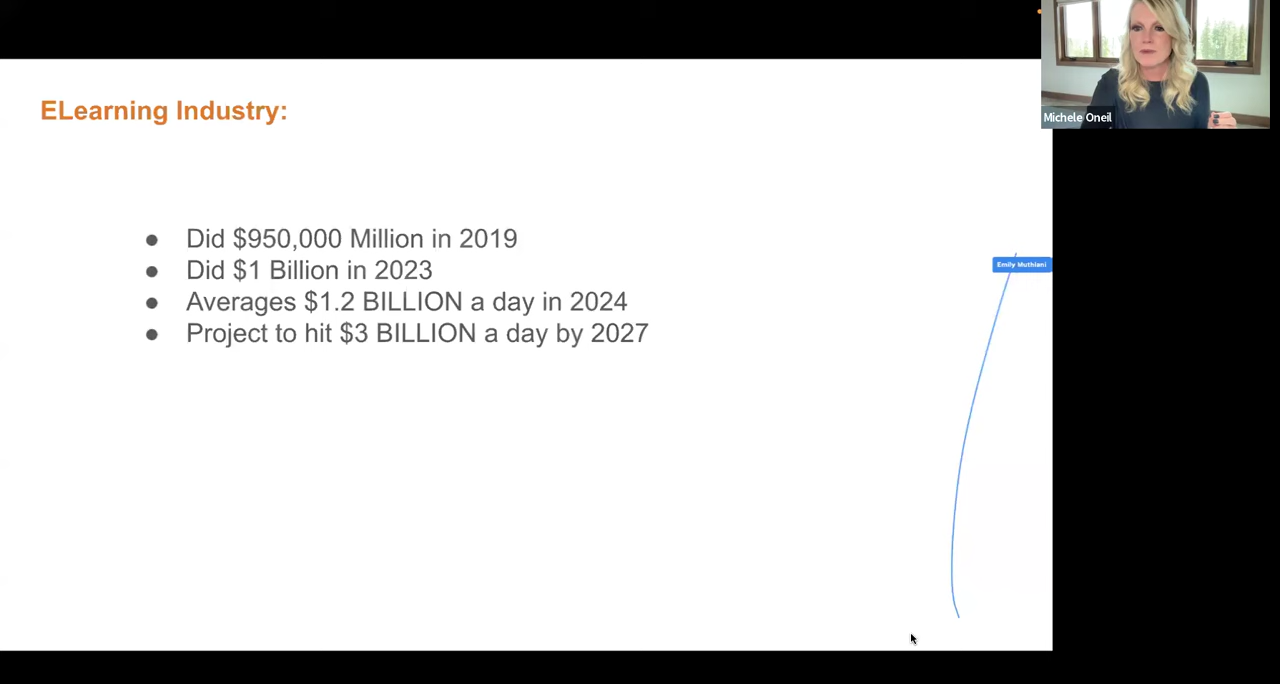 Michele Oneil
ELearning Industry:
● Did $950,000 Million in 2019
● Did $1 Billion in 2023
● Averages $1.2 BILLION a day in 2024
● Project to hit $3 BILLION a day by 2027
Emily Muthiani